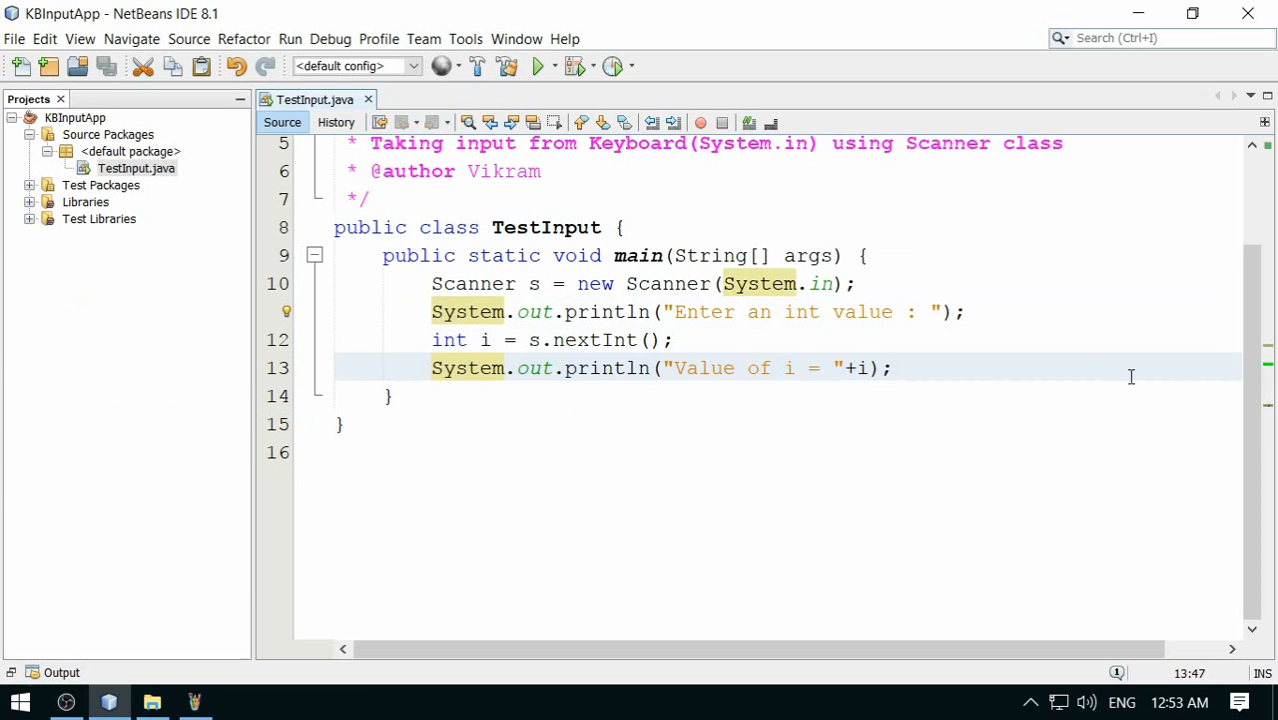 KBInputApp - NetBeans IDE 8.1
File Edit View Navigate Source Refactor Run Debug Profile Team Tools Window Help
Search (Ctrl+I)
<default config>
Projects
TestInput.java
KBInputApp
Source Packages
<default package>
TestInput.java
Test Packages
Libraries
Test Libraries
Source History
5 * Taking input from Keyboard(System.in) using Scanner class
6 * @author Vikram
7 */
8 public class TestInput {
9 public static void main(String[] args) {
10 Scanner s = new Scanner(System.in);
System.out.println("Enter an int value : ");
12 int i = s.nextInt();
13 System.out.println("Value of i = "+i);
14 }
15 }
16
Output
13:47 INS
ENG 12:53 AM